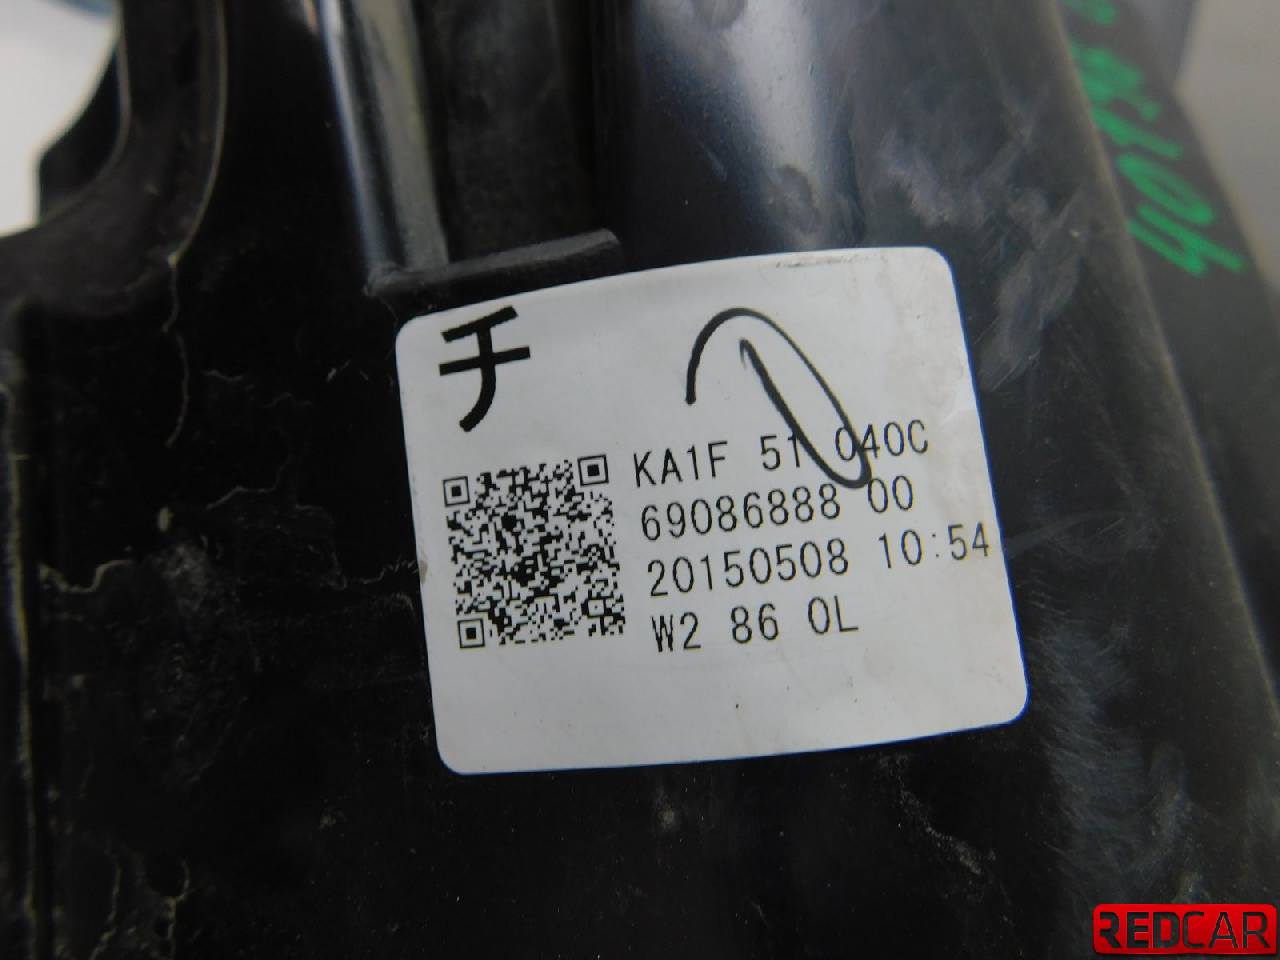 チ
KA1F 51 040C
69086888 00
20150508 10:54
W2 86 0L
REDCAR